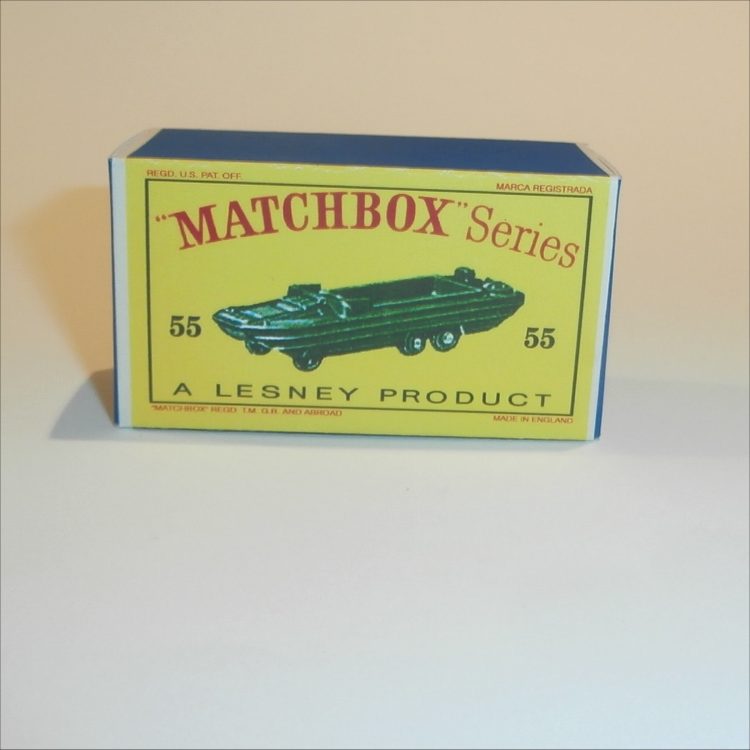 REGD. U.S. PAT. OFF.
MARCA REGISTRADA
"MATCHBOX" Series
55
55
A LESNEY PRODUCT
"MATCHBOX" REGD. T.M. G.B. AND ABROAD
MADE IN ENGLAND